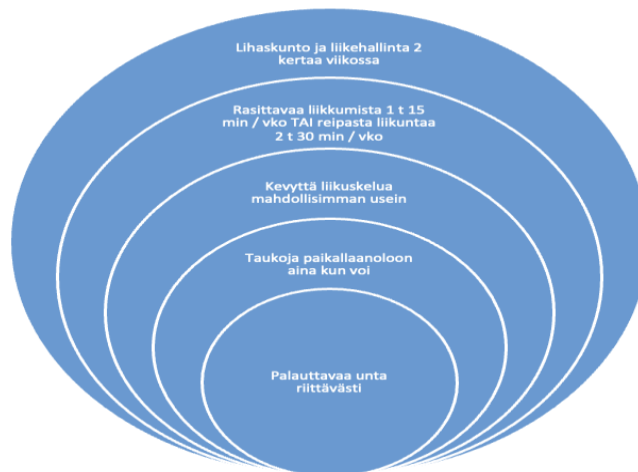 Lihaskunto ja liikehallinta 2
kertaa viikossa
Rasittavaa liikkumista 1 t 15
min / vko TAI reipasta liikuntaa
2 t 30 min / vko
Kevyttä liikuskelua
mahdollisimman usein
Taukoja paikallaanoloon
aina kun voi
Palauttavaa unta
riittävästi